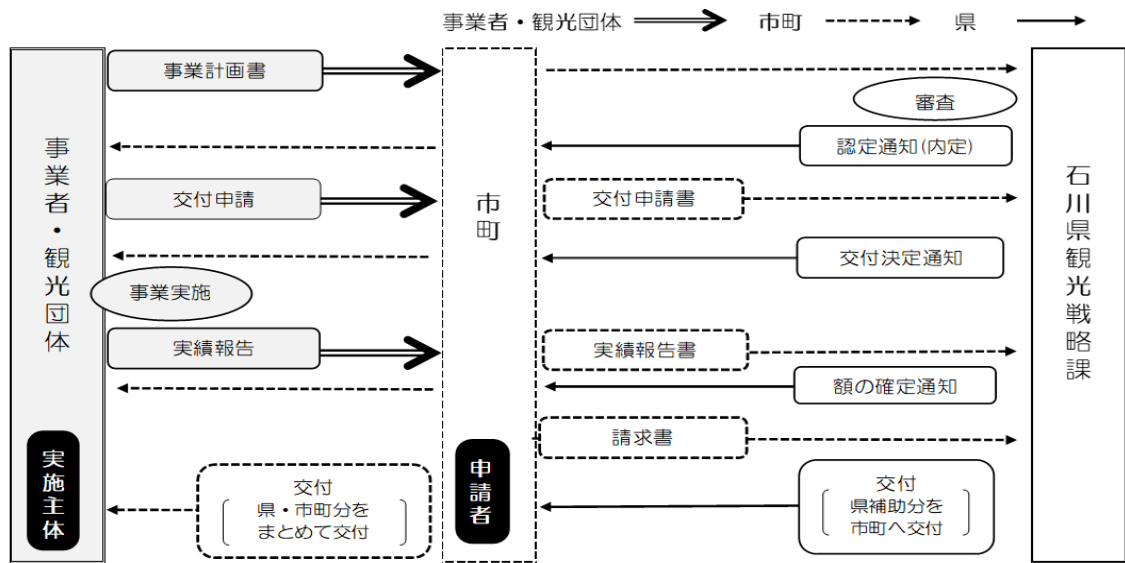 事業者・観光団体
市町
県
事業者・観光団体
実施主体
市町
申請者
石川県観光戦略課
事業計画書
審査
認定通知(内定)
交付申請
交付申請書
交付決定通知
事業実施
実績報告
実績報告書
額の確定通知
請求書
交付
県・市町分を
まとめて交付
交付
県補助分を
市町へ交付